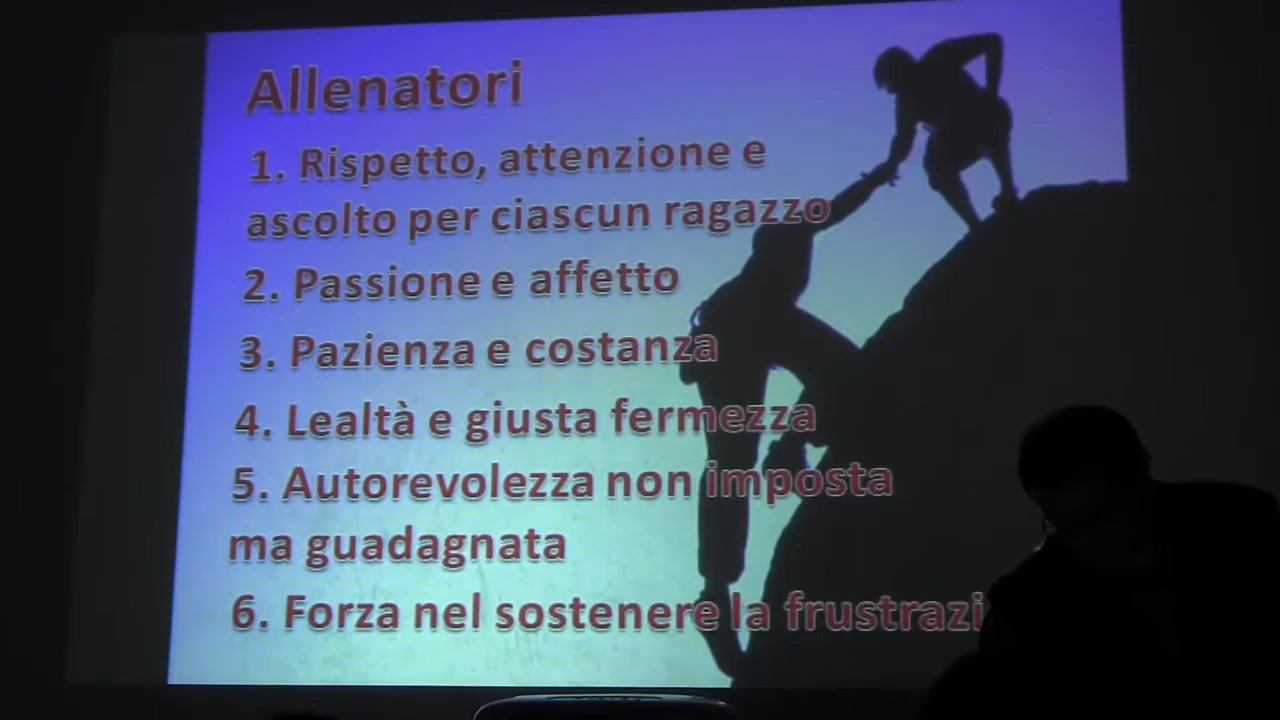 Allenatori
1. Rispetto, attenzione e
ascolto per ciascun ragazzo
2. Passione e affetto
3. Pazienza e costanza
4. Lealtà e giusta fermezza
5. Autorevolezza non imposta
ma guadagnata
6. Forza nel sostenere la